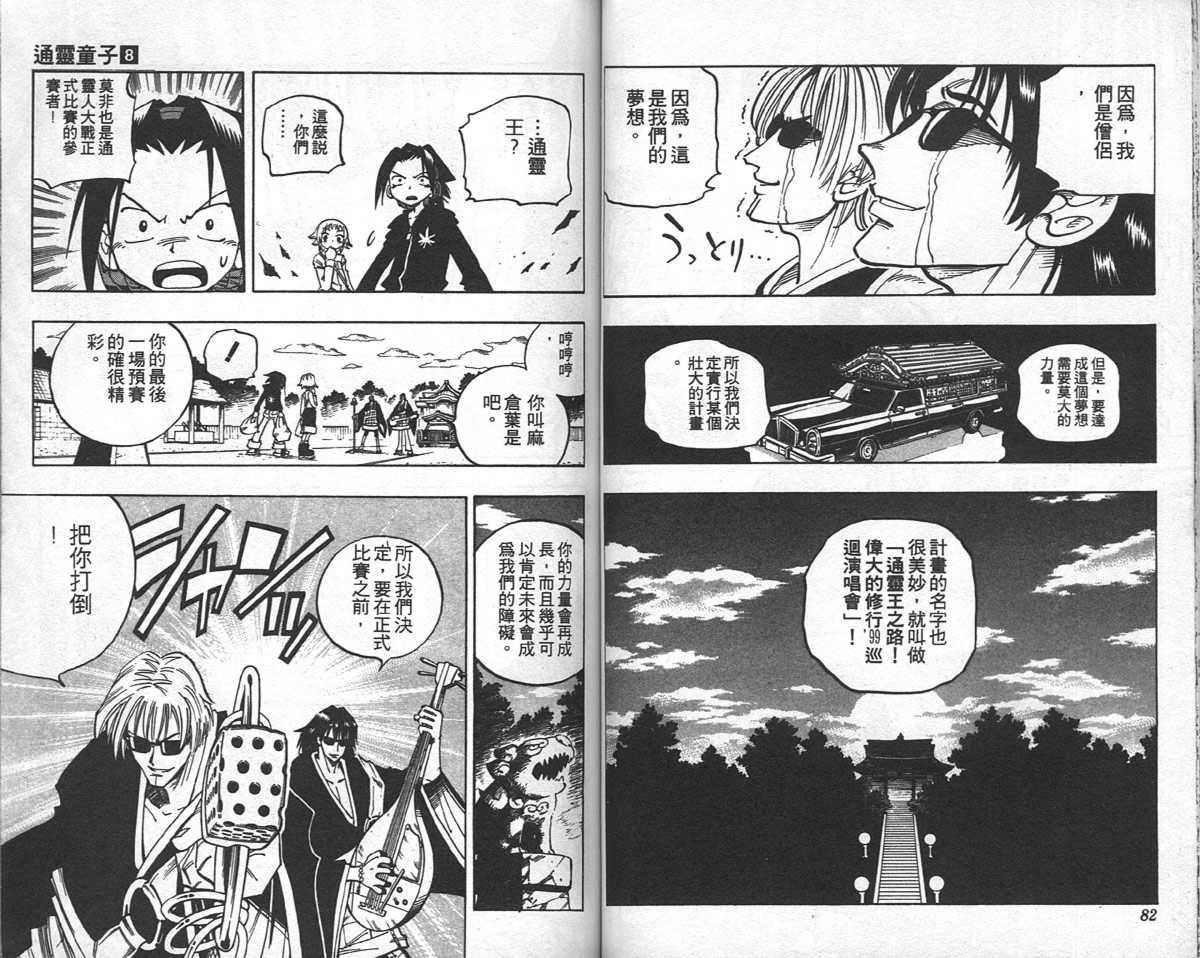 因爲，我
們是僧侶
，
因爲，這
是我們的
夢想。
うっとり…
但是，要達
成這個夢想
需要莫大的
力量。
所以我們決
定實行某個
壯大的計畫
。
計畫的名字也
很美妙，就叫做
「通靈王之路！
偉大的修行'99巡
迴演唱會」！
82
通靈童子8
…通靈
王？
這麼說
，你們
……
莫非也是通
靈人大戰正
式比賽的參
賽者！
哼哼哼
，
你叫麻
倉葉是
吧。
！
你的最後
一場預賽
的確很精
彩。
你的力量會再成
長，而且幾乎可
以肯定未來會成
爲我們的障礙。
所以我們決
定，要在正式
比賽之前，
把你打倒
！
シャンッ